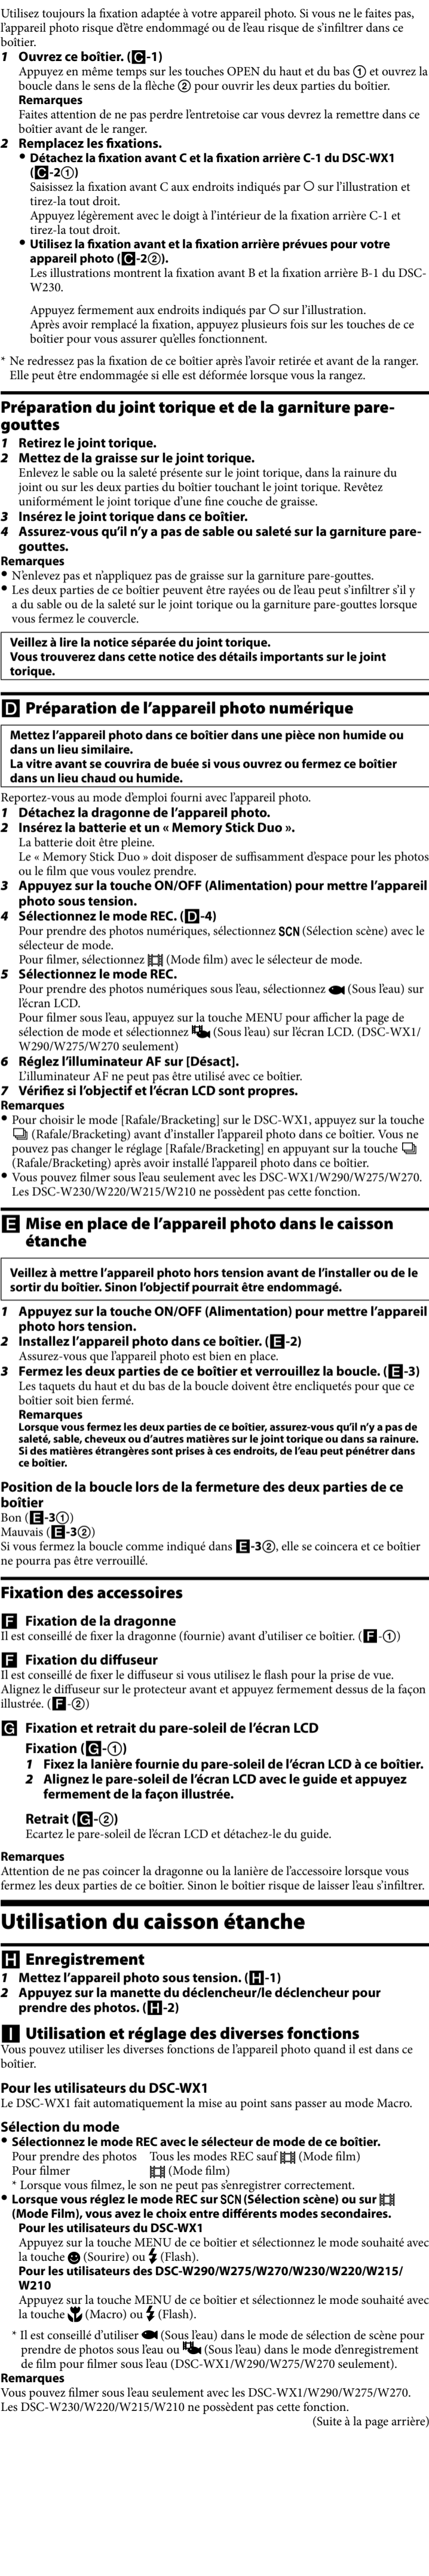 Utilisez toujours la fixation adaptée à votre appareil photo. Si vous ne le faites pas,
l'appareil photo risque d'être endommagé ou de l'eau risque de s'infiltrer dans ce
boîtier.
1 Ouvrez ce boîtier. (C-1)
Appuyez en même temps sur les touches OPEN du haut et du bas ① et ouvrez la
boucle dans le sens de la flèche ② pour ouvrir les deux parties du boîtier.
Remarques
Faites attention de ne pas perdre l'entretoise car vous devrez la remettre dans ce
boîtier avant de le ranger.
2 Remplacez les fixations.
• Détachez la fixation avant C et la fixation arrière C-1 du DSC-WX1
(C-2①)
Saisissez la fixation avant C aux endroits indiqués par ○ sur l'illustration et
tirez-la tout droit.
Appuyez légèrement avec le doigt à l'intérieur de la fixation arrière C-1 et
tirez-la tout droit.
• Utilisez la fixation avant et la fixation arrière prévues pour votre
appareil photo (C-2②).
Les illustrations montrent la fixation avant B et la fixation arrière B-1 du DSC-
W230.
Appuyez fermement aux endroits indiqués par ○ sur l'illustration.
Après avoir remplacé la fixation, appuyez plusieurs fois sur les touches de ce
boîtier pour vous assurer qu'elles fonctionnent.
* Ne redressez pas la fixation de ce boîtier après l'avoir retirée et avant de la ranger.
Elle peut être endommagée si elle est déformée lorsque vous la rangez.
Préparation du joint torique et de la garniture pare-
gouttes
1 Retirez le joint torique.
2 Mettez de la graisse sur le joint torique.
Enlevez le sable ou la saleté présente sur le joint torique, dans la rainure du
joint ou sur les deux parties du boîtier touchant le joint torique. Revêtez
uniformément le joint torique d'une fine couche de graisse.
3 Insérez le joint torique dans ce boîtier.
4 Assurez-vous qu'il n'y a pas de sable ou saleté sur la garniture pare-
gouttes.
Remarques
• N'enlevez pas et n'appliquez pas de graisse sur la garniture pare-gouttes.
• Les deux parties de ce boîtier peuvent être rayées ou de l'eau peut s'infiltrer s'il y
a du sable ou de la saleté sur le joint torique ou la garniture pare-gouttes lorsque
vous fermez le couvercle.
Veillez à lire la notice séparée du joint torique.
Vous trouverez dans cette notice des détails importants sur le joint
torique.
D Préparation de l'appareil photo numérique
Mettez l'appareil photo dans ce boîtier dans une pièce non humide ou
dans un lieu similaire.
La vitre avant se couvrira de buée si vous ouvrez ou fermez ce boîtier
dans un lieu chaud ou humide.
Reportez-vous au mode d'emploi fourni avec l'appareil photo.
1 Détachez la dragonne de l'appareil photo.
2 Insérez la batterie et un « Memory Stick Duo ».
La batterie doit être pleine.
Le « Memory Stick Duo » doit disposer de suffisamment d'espace pour les photos
ou le film que vous voulez prendre.
3 Appuyez sur la touche ON/OFF (Alimentation) pour mettre l'appareil
photo sous tension.
4 Sélectionnez le mode REC. (D-4)
Pour prendre des photos numériques, sélectionnez SCN (Sélection scène) avec le
sélecteur de mode.
Pour filmer, sélectionnez (Mode film) avec le sélecteur de mode.
5 Sélectionnez le mode REC.
Pour prendre des photos numériques sous l'eau, sélectionnez (Sous l'eau) sur
l'écran LCD.
Pour filmer sous l'eau, appuyez sur la touche MENU pour afficher la page de
sélection de mode et sélectionnez (Sous l'eau) sur l'écran LCD. (DSC-WX1/
W290/W275/W270 seulement)
6 Réglez l'illuminateur AF sur [Désact].
L'illuminateur AF ne peut pas être utilisé avec ce boîtier.
7 Vérifiez si l'objectif et l'écran LCD sont propres.
Remarques
• Pour choisir le mode [Rafale/Bracketing] sur le DSC-WX1, appuyez sur la touche
(Rafale/Bracketing) avant d'installer l'appareil photo dans ce boîtier. Vous ne
pouvez pas changer le réglage [Rafale/Bracketing] en appuyant sur la touche
(Rafale/Bracketing) après avoir installé l'appareil photo dans ce boîtier.
• Vous pouvez filmer sous l'eau seulement avec les DSC-WX1/W290/W275/W270.
Les DSC-W230/W220/W215/W210 ne possèdent pas cette fonction.
E Mise en place de l'appareil photo dans le caisson
étanche
Veillez à mettre l'appareil photo hors tension avant de l'installer ou de le
sortir du boîtier. Sinon l'objectif pourrait être endommagé.
1 Appuyez sur la touche ON/OFF (Alimentation) pour mettre l'appareil
photo hors tension.
2 Installez l'appareil photo dans ce boîtier. (E-2)
Assurez-vous que l'appareil photo est bien en place.
3 Fermez les deux parties de ce boîtier et verrouillez la boucle. (E-3)
Les taquets du haut et du bas de la boucle doivent être encliquetés pour que ce
boîtier soit bien fermé.
Remarques
Lorsque vous fermez les deux parties de ce boîtier, assurez-vous qu'il n'y a pas de
saleté, sable, cheveux ou d'autres matières sur le joint torique ou dans sa rainure.
Si des matières étrangères sont prises à ces endroits, de l'eau peut pénétrer dans
ce boîtier.
Position de la boucle lors de la fermeture des deux parties de ce
boîtier
Bon (E-3①)
Mauvais (E-3②)
Si vous fermez la boucle comme indiqué dans E-3②, elle se coincera et ce boîtier
ne pourra pas être verrouillé.
Fixation des accessoires
F Fixation de la dragonne
Il est conseillé de fixer la dragonne (fournie) avant d'utiliser ce boîtier. (F-①)
F Fixation du diffuseur
Il est conseillé de fixer le diffuseur si vous utilisez le flash pour la prise de vue.
Alignez le diffuseur sur le protecteur avant et appuyez fermement dessus de la façon
illustrée. (F-②)
G Fixation et retrait du pare-soleil de l'écran LCD
Fixation (G-①)
1 Fixez la lanière fournie du pare-soleil de l'écran LCD à ce boîtier.
2 Alignez le pare-soleil de l'écran LCD avec le guide et appuyez
fermement de la façon illustrée.
Retrait (G-②)
Ecartez le pare-soleil de l'écran LCD et détachez-le du guide.
Remarques
Attention de ne pas coincer la dragonne ou la lanière de l'accessoire lorsque vous
fermez les deux parties de ce boîtier. Sinon le boîtier risque de laisser l'eau s'infiltrer.
Utilisation du caisson étanche
H Enregistrement
1 Mettez l'appareil photo sous tension. (H-1)
2 Appuyez sur la manette du déclencheur/le déclencheur pour
prendre des photos. (H-2)
I Utilisation et réglage des diverses fonctions
Vous pouvez utiliser les diverses fonctions de l'appareil photo quand il est dans ce
boîtier.
Pour les utilisateurs du DSC-WX1
Le DSC-WX1 fait automatiquement la mise au point sans passer au mode Macro.
Sélection du mode
• Sélectionnez le mode REC avec le sélecteur de mode de ce boîtier.
Pour prendre des photos Tous les modes REC sauf (Mode film)
Pour filmer (Mode film)
* Lorsque vous filmez, le son ne peut pas s'enregistrer correctement.
• Lorsque vous réglez le mode REC sur SCN (Sélection scène) ou sur
(Mode Film), vous avez le choix entre différents modes secondaires.
Pour les utilisateurs du DSC-WX1
Appuyez sur la touche MENU de ce boîtier et sélectionnez le mode souhaité avec
la touche (Sourire) ou (Flash).
Pour les utilisateurs des DSC-W290/W275/W270/W230/W220/W215/
W210
Appuyez sur la touche MENU de ce boîtier et sélectionnez le mode souhaité avec
la touche (Macro) ou (Flash).
* Il est conseillé d'utiliser (Sous l'eau) dans le mode de sélection de scène pour
prendre de photos sous l'eau ou (Sous l'eau) dans le mode d'enregistrement
de film pour filmer sous l'eau (DSC-WX1/W290/W275/W270 seulement).
Remarques
Vous pouvez filmer sous l'eau seulement avec les DSC-WX1/W290/W275/W270.
Les DSC-W230/W220/W215/W210 ne possèdent pas cette fonction.
(Suite à la page arrière)